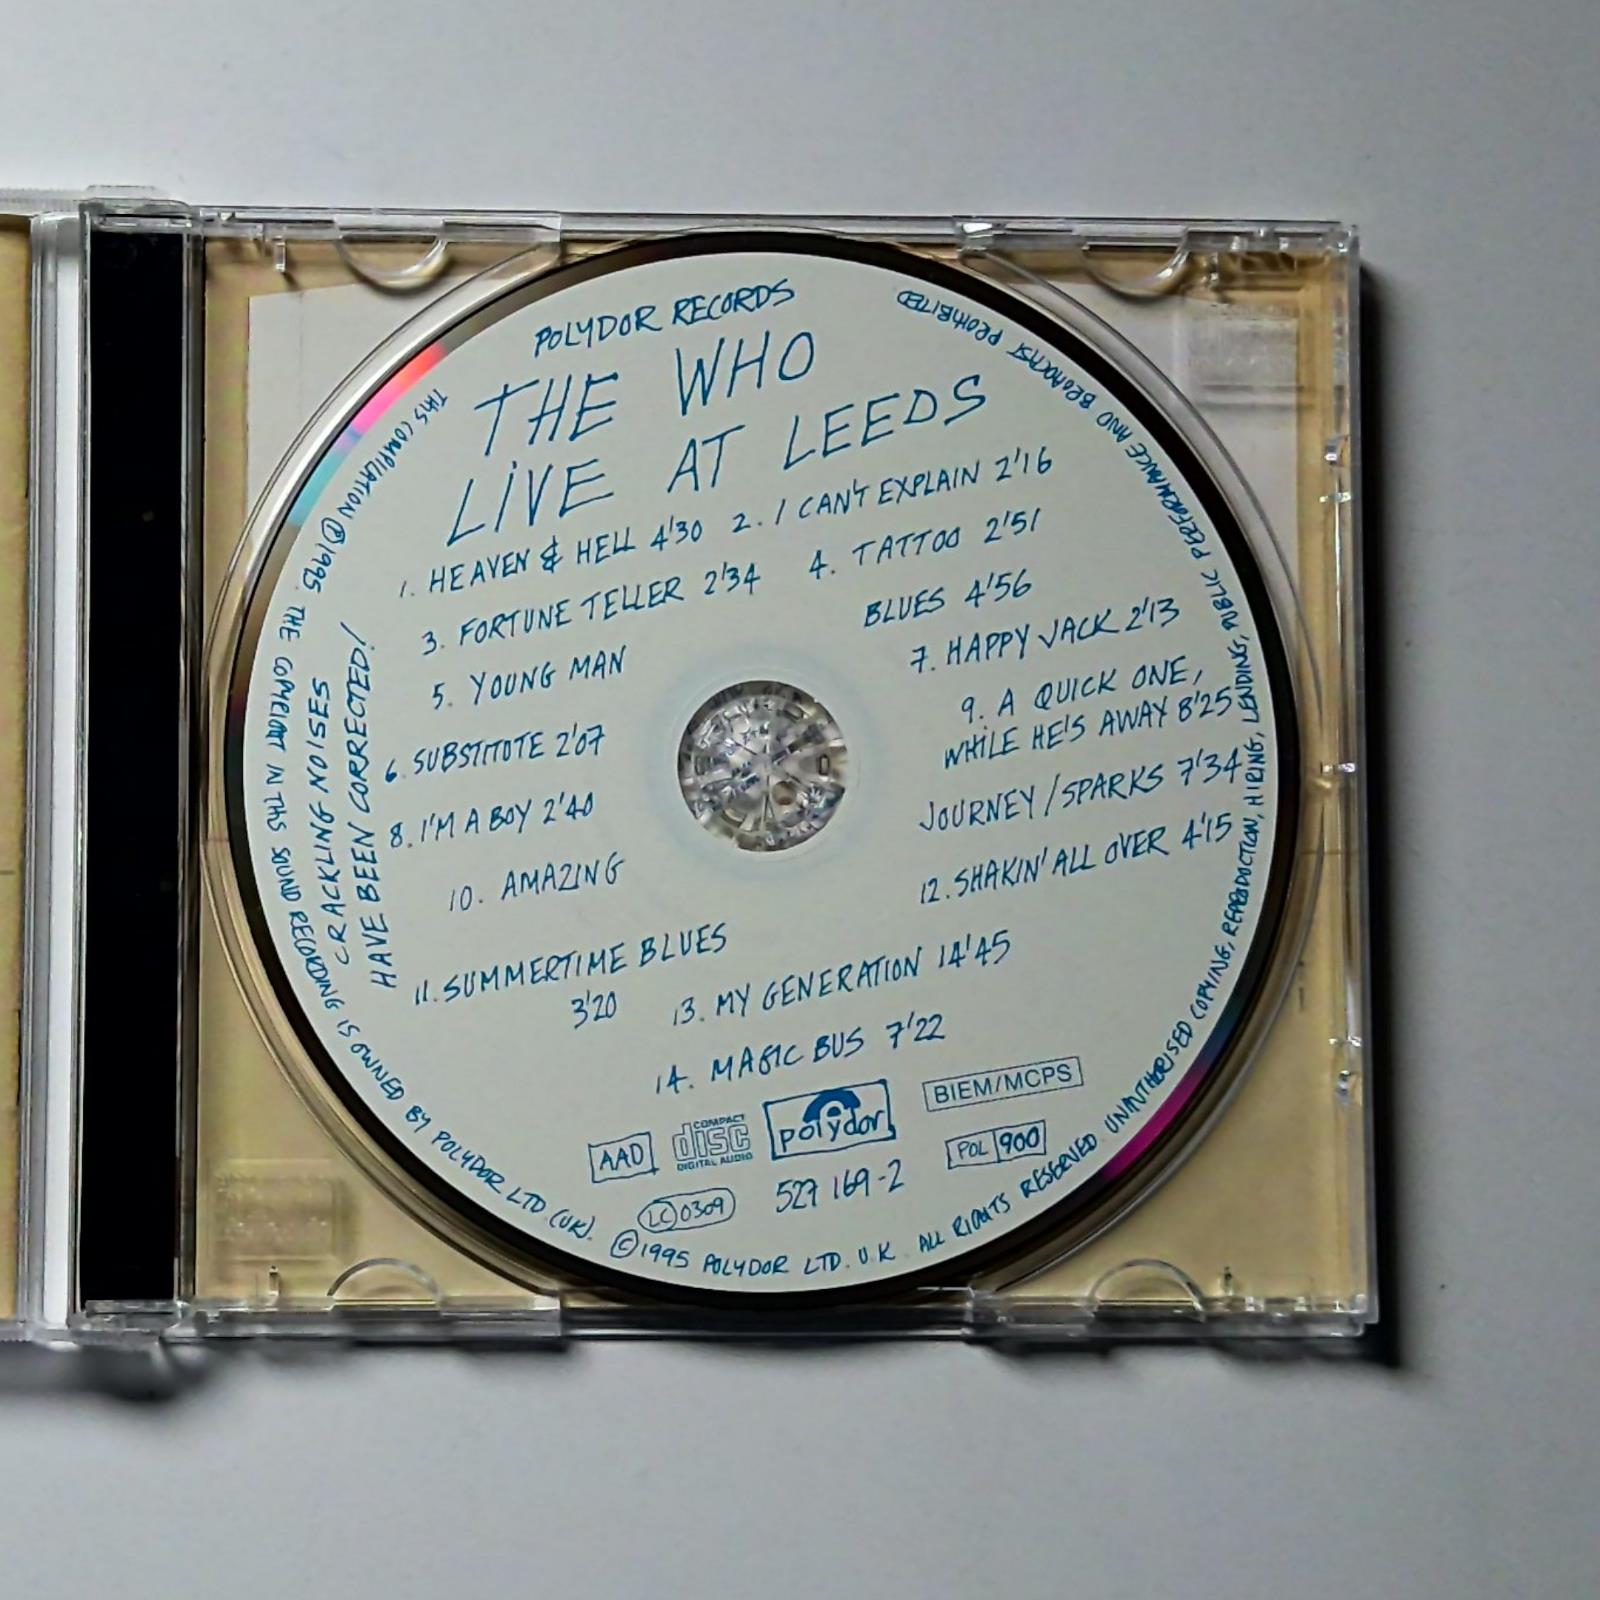 POLYDOR RECORDS
THE WHO
LIVE AT LEEDS
1. HEAVEN & HELL 4'30 2. I CAN'T EXPLAIN 2'16
3. FORTUNE TELLER 2'34 4. TATTOO 2'51
5. YOUNG MAN BLUES 4'56
6. SUBSTITUTE 2'07 7. HAPPY JACK 2'13
8. I'M A BOY 2'40 9. A QUICK ONE,
WHILE HE'S AWAY 8'25
10. AMAZING JOURNEY/SPARKS 7'34
11. SUMMERTIME BLUES 12. SHAKIN' ALL OVER 4'15
3'20 13. MY GENERATION 14'45
14. MAGIC BUS 7'22
CRACKLING NOISES
HAVE BEEN CORRECTED!
AAD COMPACT disc DIGITAL AUDIO polydor BIEM/MCPS
LC 0309 527 169-2 POL 900
THIS COMPILATION ℗ 1995. THE COPYRIGHT IN THIS SOUND RECORDING IS OWNED BY POLYDOR LTD. (UK). © 1995 POLYDOR LTD. U.K. ALL RIGHTS RESERVED. UNAUTHORISED COPYING, REPRODUCTION, HIRING, LENDING, PUBLIC PERFORMANCE AND BROADCAST PROHIBITED